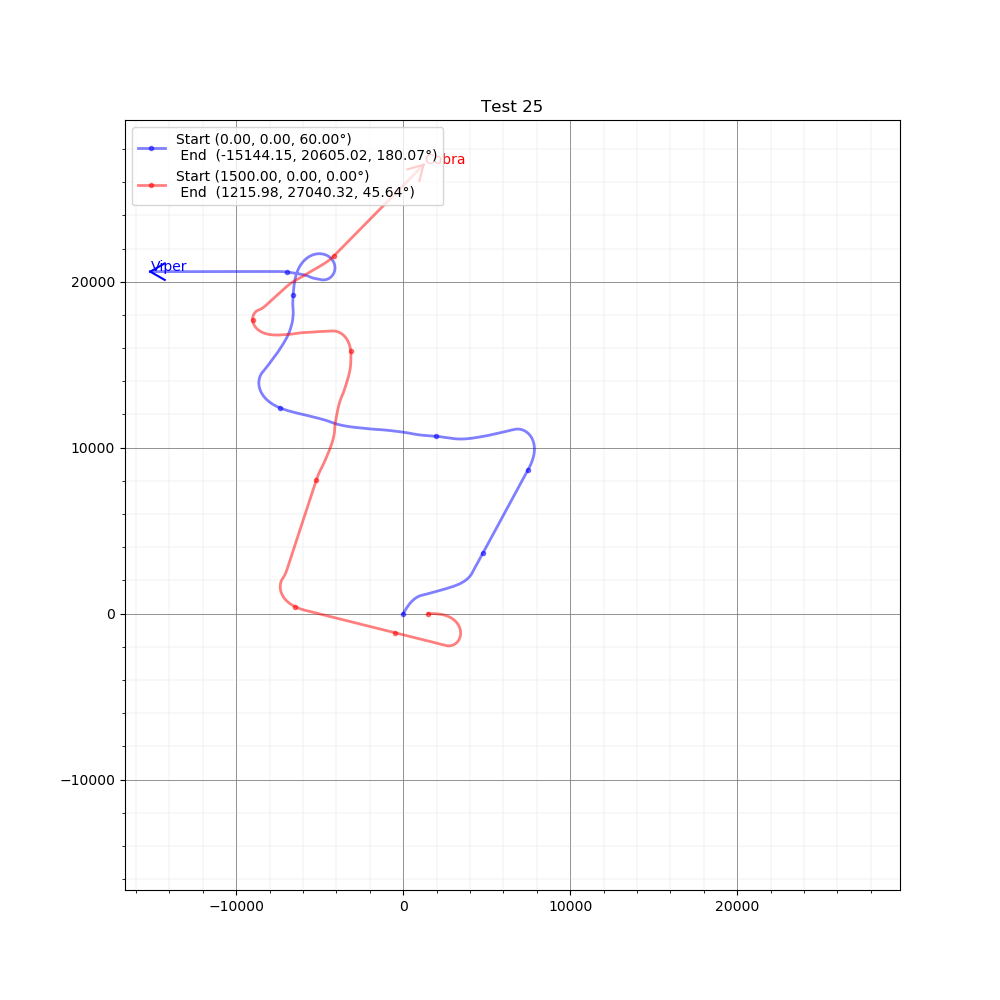 Test 25
Start (0.00, 0.00, 60.00°)
End  (-15144.15, 20605.02, 180.07°)
Start (1500.00, 0.00, 0.00°)
End  (1215.98, 27040.32, 45.64°)
Cobra
Viper
20000
10000
0
−10000
−10000
0
10000
20000